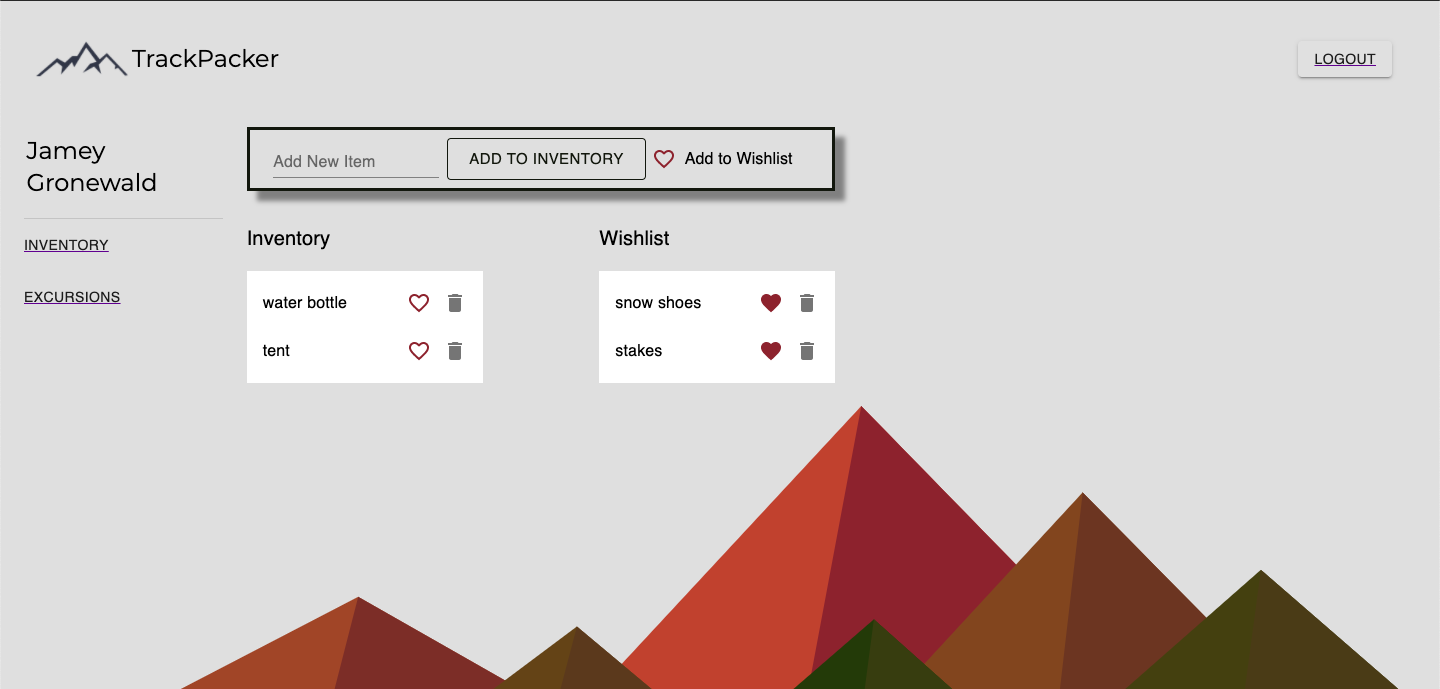 TrackPacker
LOGOUT
Jamey
Gronewald
INVENTORY
EXCURSIONS
Add New Item
ADD TO INVENTORY
Add to Wishlist
Inventory
water bottle
tent
Wishlist
snow shoes
stakes